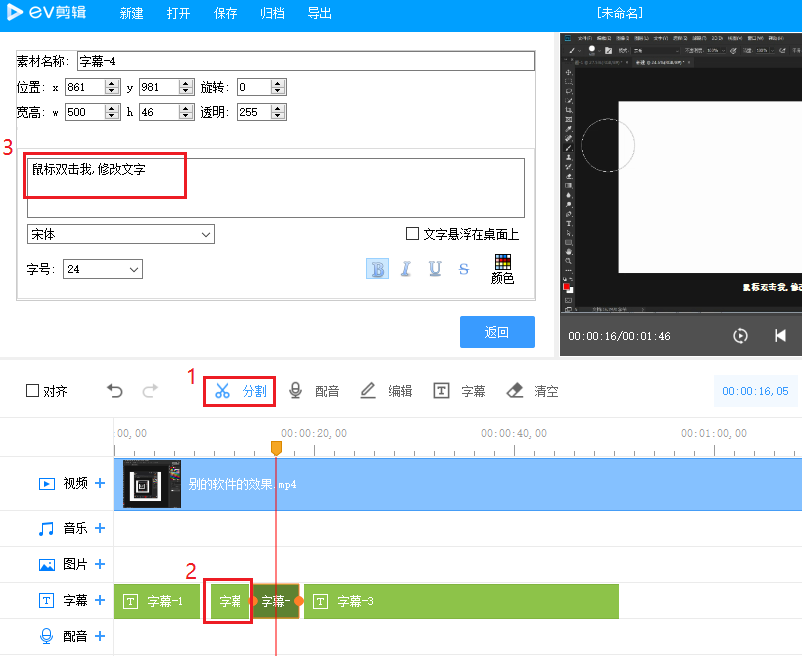 EV剪辑 新建 打开 保存 归档 导出 [未命名]
素材名称: 字幕-4
位置: x 861 y 981 旋转: 0
宽高: w 500 h 46 透明: 255
3
鼠标双击我,修改文字
宋体 文字悬浮在桌面上
字号: 24 B I U S 颜色
鼠标双击我,修改
返回
00:00:16/00:01:46
1
对齐 分割 配音 编辑 T 字幕 清空 00:00:16,05
:00,00 00:00:20,00 00:00:40,00 00:01:00,00
视频 + 别的软件的效果.mp4
音乐 +
图片 +
2
T 字幕 + T 字幕-1 字幕 字幕- T 字幕-3
配音 +